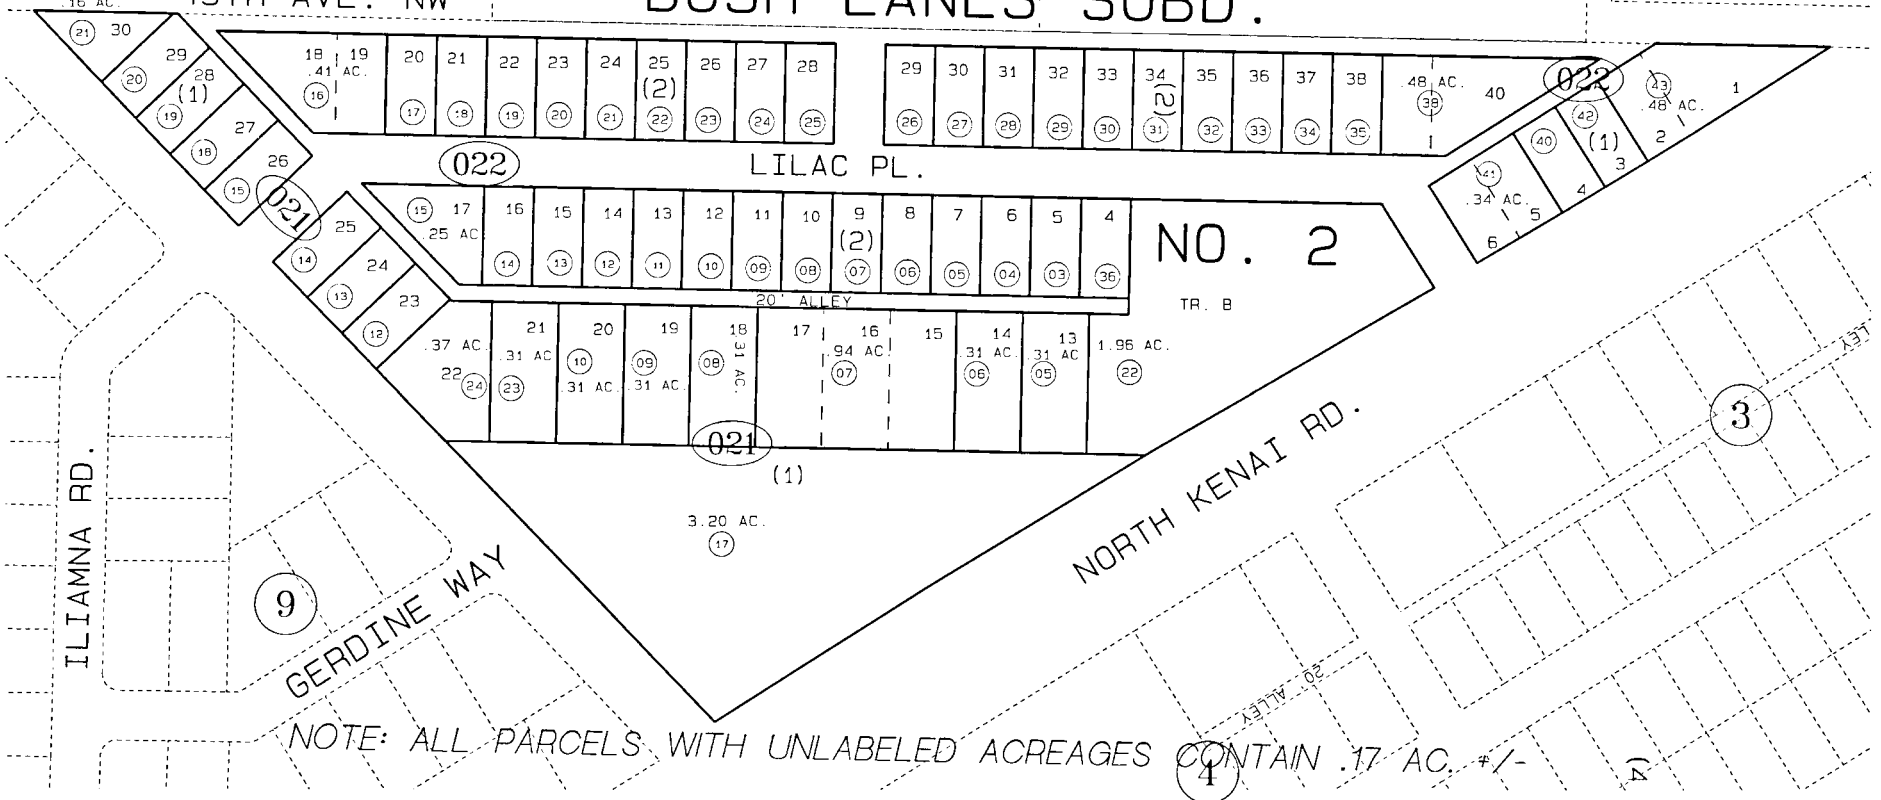 .16 AC.
15TH AVE. NW
BUSH LANES SUBD.
21 30
20 29
19 28 (1)
18 27
15 26
021
18 19
.41 AC.
16
20 21 22 23 24 25 26 27 28
(2)
17 18 19 20 21 22 23 24 25
29 30 31 32 33 34 35 36 37 38
(2)
26 27 28 29 30 31 32 33 34 35
.48 AC. 40
38
022
43
.48 AC.
1
2
42
(1)
3
40
4
41
.34 AC.
5
6
022
LILAC PL.
15 17
.25 AC
16 15 14 13 12 11 10 9 8 7 6 5 4
(2)
14 13 12 11 10 09 08 07 06 05 04 03 36
NO. 2
TR. B
20' ALLEY
25
14
24
13
23
12
.37 AC.
22 24
21
.31 AC
23
20
10
.31 AC.
19
09
.31 AC.
18
08
.31 AC.
17 16 15
.94 AC
07
14
.31 AC.
06
13
.31 AC
05
1.96 AC.
22
021
(1)
3.20 AC.
17
NORTH KENAI RD.
ILIAMNA RD.
GERDINE WAY
9
3
LEY
20' ALLEY
4
NOTE: ALL PARCELS WITH UNLABELED ACREAGES CONTAIN .17 AC. +/-